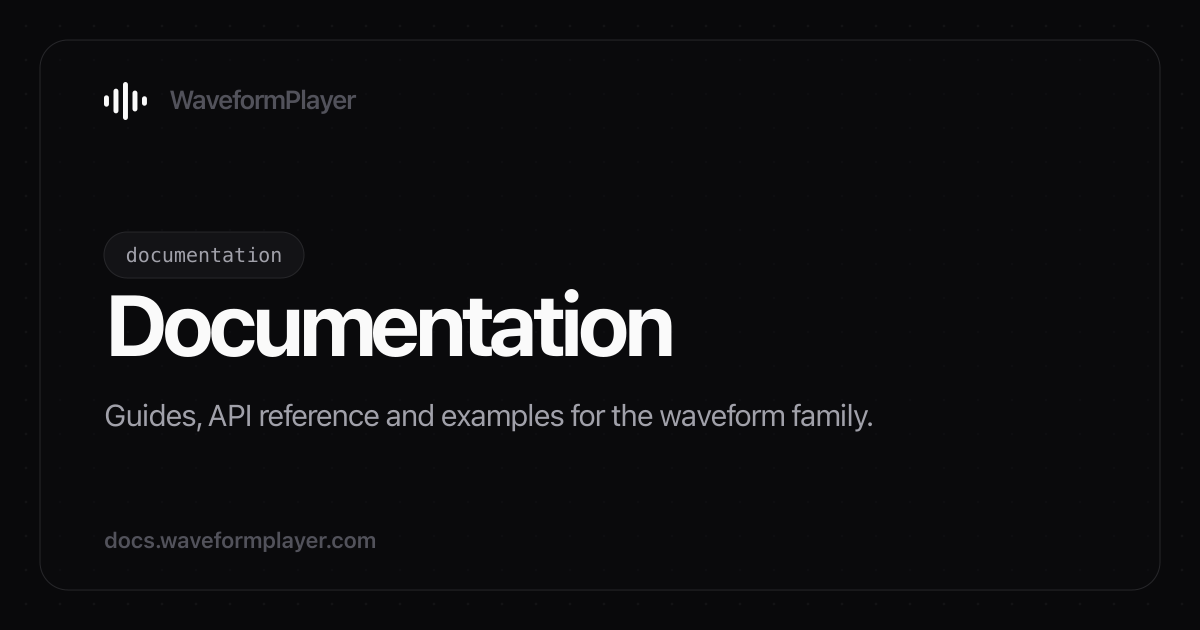 WaveformPlayer
documentation
Documentation
Guides, API reference and examples for the waveform family.
docs.waveformplayer.com